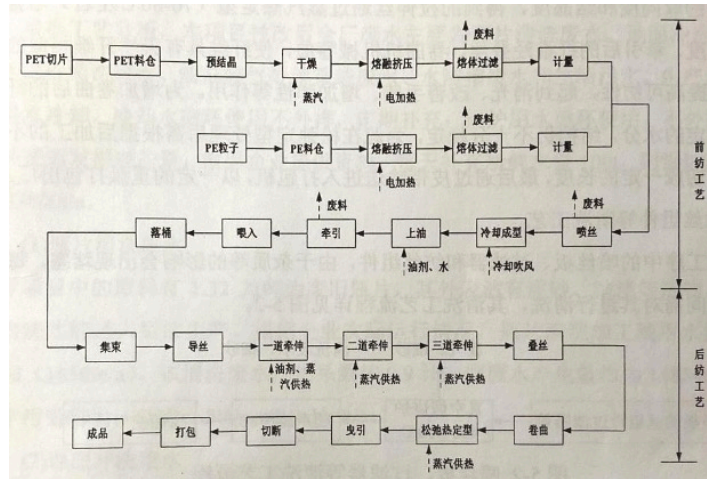 废料
PET切片
PET料仓
预结晶
干燥
熔融挤压
熔体过滤
计量
蒸汽
电加热
废料
PE粒子
PE料仓
熔融挤压
熔体过滤
计量
电加热
前纺工艺
废料
废料
落桶
喂入
牵引
上油
冷却成型
喷丝
油剂、水
冷却吹风
集束
导丝
一道牵伸
二道牵伸
三道牵伸
叠丝
油剂、蒸
汽供热
蒸汽供热
蒸汽供热
后纺工艺
成品
打包
切断
曳引
松弛热定型
卷曲
蒸汽供热